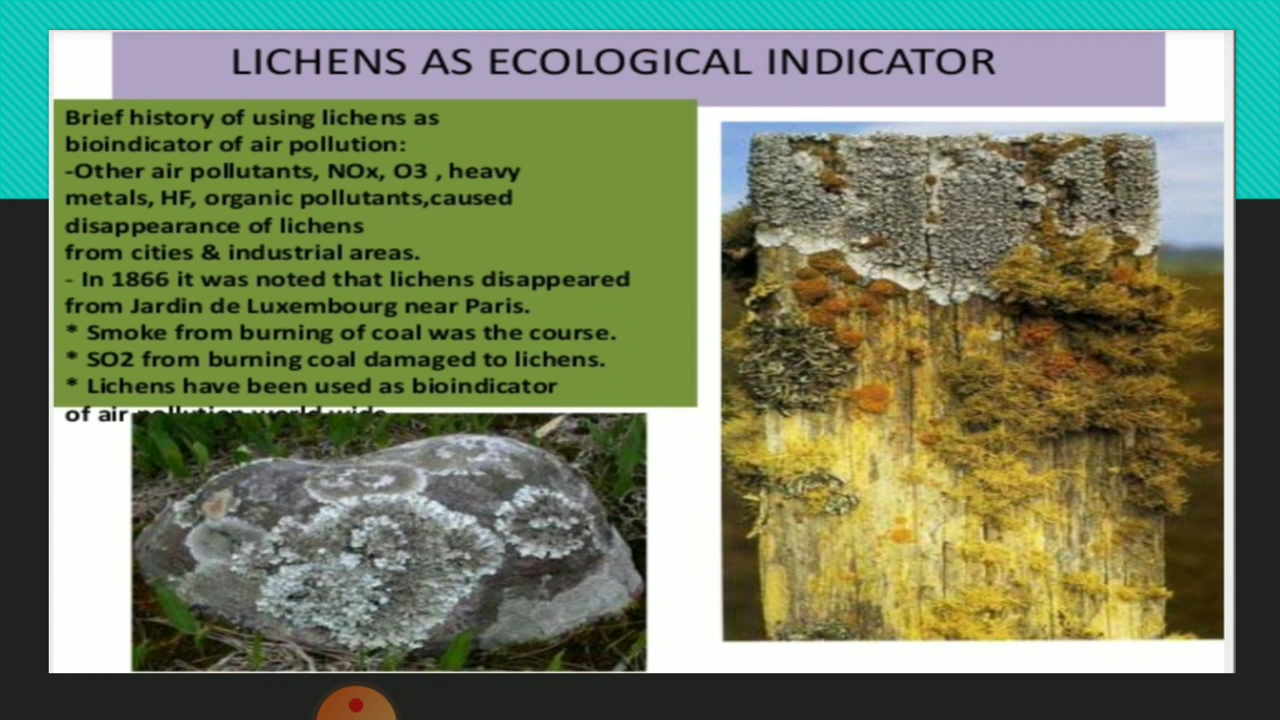 LICHENS AS ECOLOGICAL INDICATOR
Brief history of using lichens as
bioindicator of air pollution:
-Other air pollutants, NOx, O3 , heavy
metals, HF, organic pollutants,caused
disappearance of lichens
from cities & industrial areas.
- In 1866 it was noted that lichens disappeared
from Jardin de Luxembourg near Paris.
* Smoke from burning of coal was the course.
* SO2 from burning coal damaged to lichens.
* Lichens have been used as bioindicator
of air pollution world wide